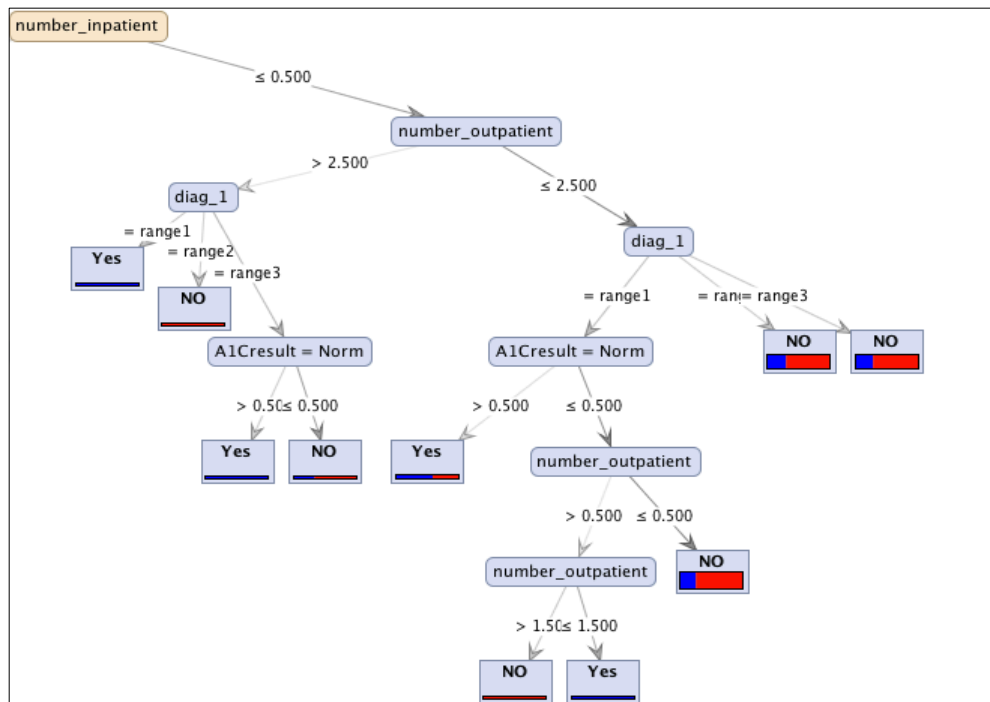 number_inpatient
≤ 0.500
number_outpatient
> 2.500
≤ 2.500
diag_1
diag_1
= range1
= range2
= range3
Yes
NO
= range1
= range3
A1Cresult = Norm
A1Cresult = Norm
NO
NO
≤ 0.500
> 0.500
≤ 0.500
Yes
NO
Yes
number_outpatient
> 0.500
≤ 0.500
number_outpatient
NO
≤ 1.500
NO
Yes